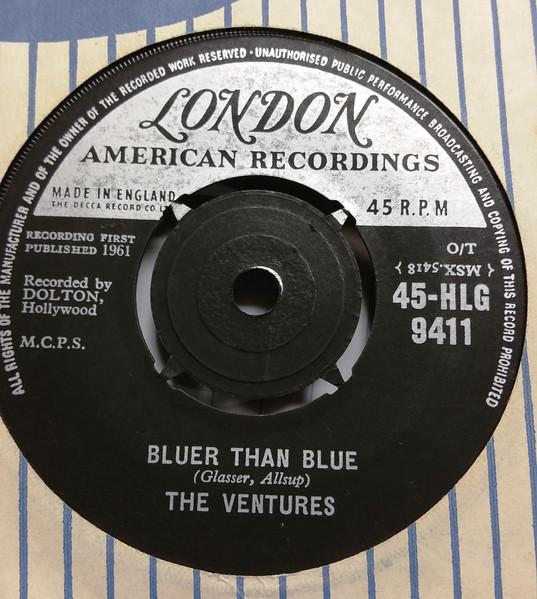 ALL RIGHTS OF THE MANUFACTURER AND OF THE OWNER OF THE RECORDED WORK RESERVED · UNAUTHORISED PUBLIC PERFORMANCE BROADCASTING AND COPYING OF THIS RECORD PROHIBITED
LONDON
AMERICAN RECORDINGS
MADE IN ENGLAND
THE DECCA RECORD CO.
45 R.P.M
RECORDING FIRST
PUBLISHED 1961
O/T
{ MSX.5418 }
Recorded by
DOLTON,
Hollywood
45-HLG
9411
M.C.P.S.
BLUER THAN BLUE
(Glasser, Allsup)
THE VENTURES